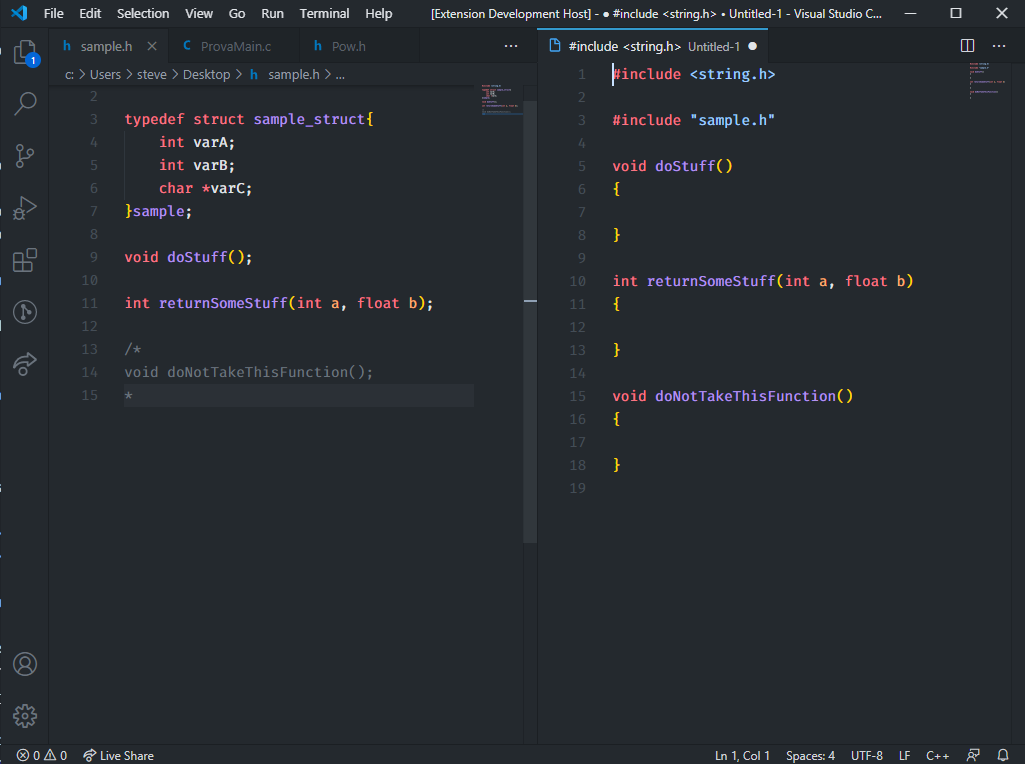 File Edit Selection View Go Run Terminal Help [Extension Development Host] - ● #include <string.h> • Untitled-1 - Visual Studio C...
1
h sample.h × C ProvaMain.c h Pow.h ···
c: > Users > steve > Desktop > h sample.h > ...
2
3 typedef struct sample_struct{
4 int varA;
5 int varB;
6 char *varC;
7 }sample;
8
9 void doStuff();
10
11 int returnSomeStuff(int a, float b);
12
13 /*
14 void doNotTakeThisFunction();
15 *
#include <string.h> Untitled-1 ● ···
1 #include <string.h>
2
3 #include "sample.h"
4
5 void doStuff()
6 {
7
8 }
9
10 int returnSomeStuff(int a, float b)
11 {
12
13 }
14
15 void doNotTakeThisFunction()
16 {
17
18 }
19
0 0 Live Share Ln 1, Col 1 Spaces: 4 UTF-8 LF C++